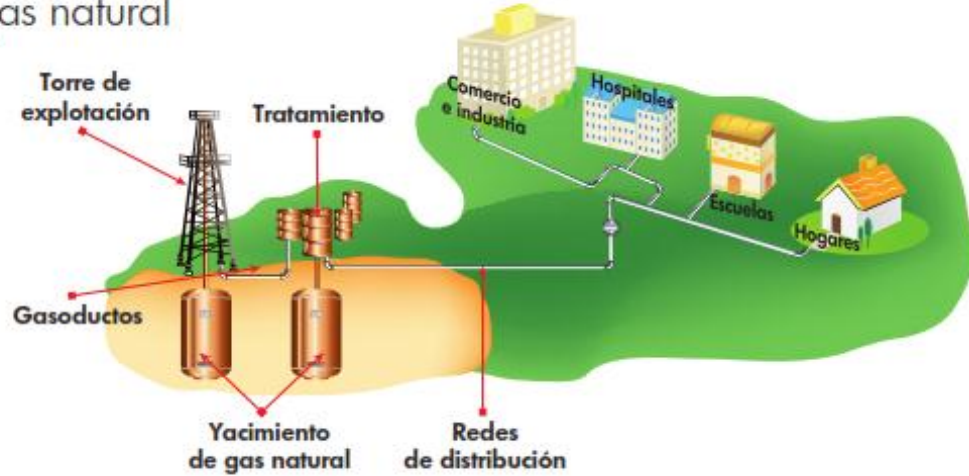 as natural
Torre de
explotación
Tratamiento
Comercio
e industria
Hospitales
Escuelas
Hogares
Gasoductos
Yacimiento
de gas natural
Redes
de distribución